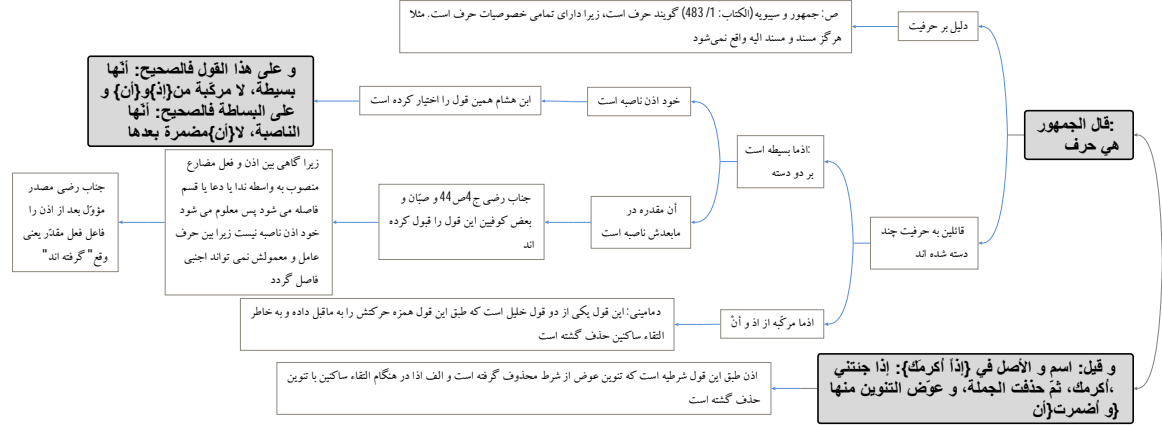 :قال الجمهور
هي حرف
دلیل بر حرفیت
ص: جمهور و سیبویه (الکتاب: 1/ 483) گویند حرف است، زیرا دارای تمامی خصوصیات حرف است. مثلا
هرگز مسند و مسند الیه واقع نمی‌شود
قائلین به حرفیت چند
دسته شده اند
:اذما بسیطه است
بر دو دسته
خود اذن ناصبه است
ابن هشام همین قول را اختیار کرده است
و على هذا القول فالصحيح: أنّها
بسيطة، لا مركّبة من{إذ}و{أن} و
على البساطة فالصحيح: أنّها
الناصبة، لا{أن}مضمرة بعدها
أن مقدره در
مابعدش ناصبه است
جناب رضی ج4ص44 و صبّان و
بعض کوفیین این قول را قبول کرده
اند
زیرا گاهی بین اذن و فعل مضارع
منصوب به واسطه ندا یا دعا یا قسم
فاصله می شود پس معلوم می شود
خود اذن ناصبه نیست زیرا بین حرف
عامل و معمولش نمی تواند اجنبی
فاصل گردد
جناب رضی مصدر
مؤوّل بعد از اذن را
فاعل فعل مقدّر یعنی
وقع" گرفته اند"
اذما مرکّبه از اذ و أنْ
دمامینی: این قول یکی از دو قول خلیل است که طبق این قول همزه حرکتش را به ماقبل داده و به خاطر
التقاء ساکنین حذف گشته است
و قيل: اسم و الأصل في {إذاً أكرمَك}: إذا جئتني
،أكرمك، ثمّ حذفت الجملة، و عوّض التنوين منها
{و أضمرت{أن
اذن طبق این قول شرطیه است که تنوین عوض از شرط محذوف گرفته است و الف اذا در هنگام التقاء ساکنین با تنوین
حذف گشته است